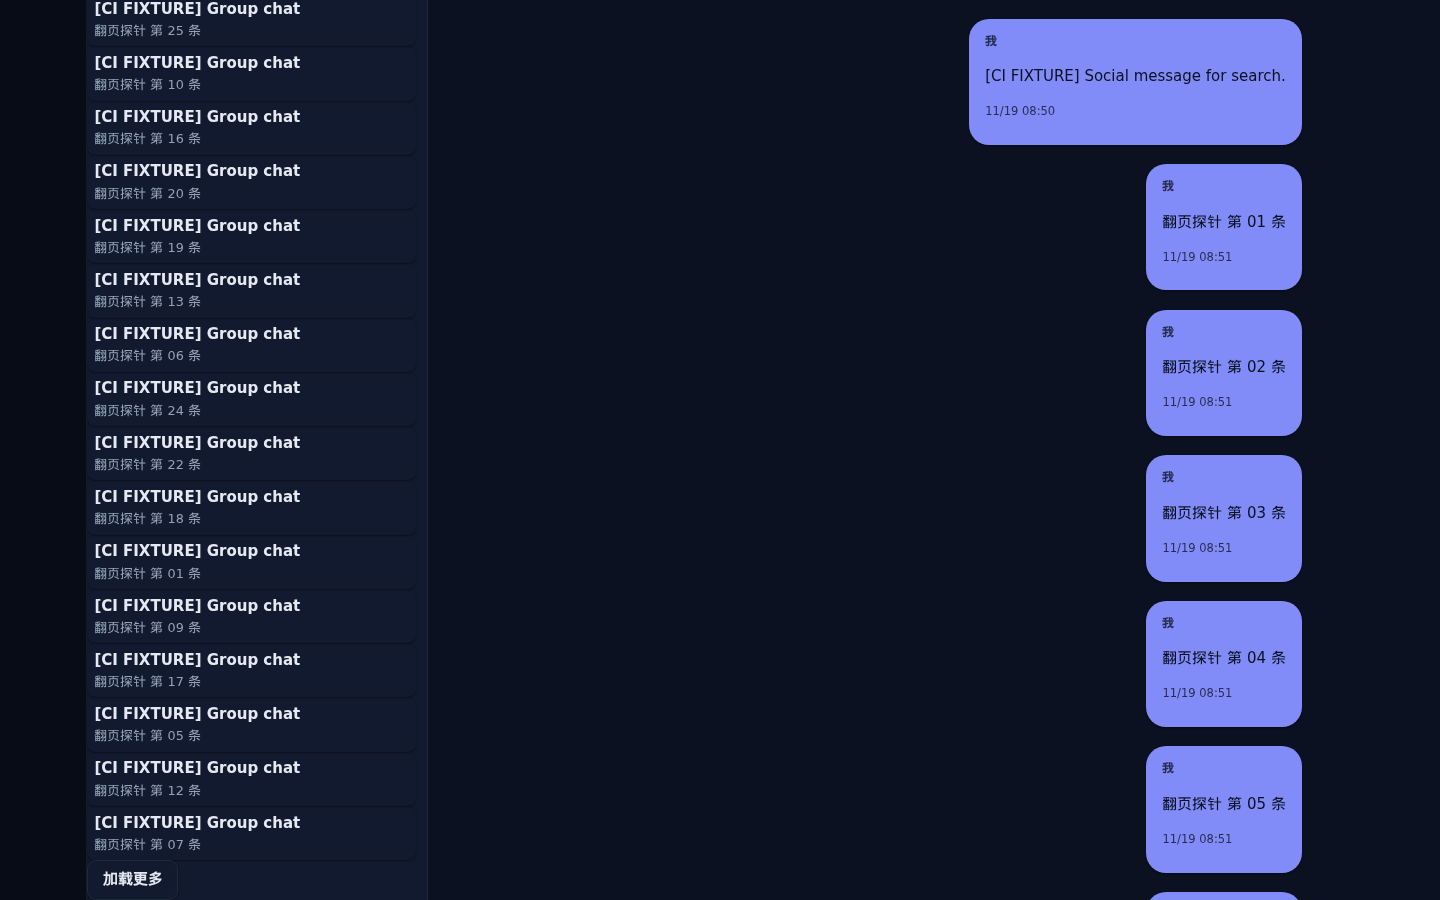 [CI FIXTURE] Group chat
翻页探针 第 25 条
[CI FIXTURE] Group chat
翻页探针 第 10 条
[CI FIXTURE] Group chat
翻页探针 第 16 条
[CI FIXTURE] Group chat
翻页探针 第 20 条
[CI FIXTURE] Group chat
翻页探针 第 19 条
[CI FIXTURE] Group chat
翻页探针 第 13 条
[CI FIXTURE] Group chat
翻页探针 第 06 条
[CI FIXTURE] Group chat
翻页探针 第 24 条
[CI FIXTURE] Group chat
翻页探针 第 22 条
[CI FIXTURE] Group chat
翻页探针 第 18 条
[CI FIXTURE] Group chat
翻页探针 第 01 条
[CI FIXTURE] Group chat
翻页探针 第 09 条
[CI FIXTURE] Group chat
翻页探针 第 17 条
[CI FIXTURE] Group chat
翻页探针 第 05 条
[CI FIXTURE] Group chat
翻页探针 第 12 条
[CI FIXTURE] Group chat
翻页探针 第 07 条
加载更多
我
[CI FIXTURE] Social message for search.
11/19 08:50
我
翻页探针 第 01 条
11/19 08:51
我
翻页探针 第 02 条
11/19 08:51
我
翻页探针 第 03 条
11/19 08:51
我
翻页探针 第 04 条
11/19 08:51
我
翻页探针 第 05 条
11/19 08:51